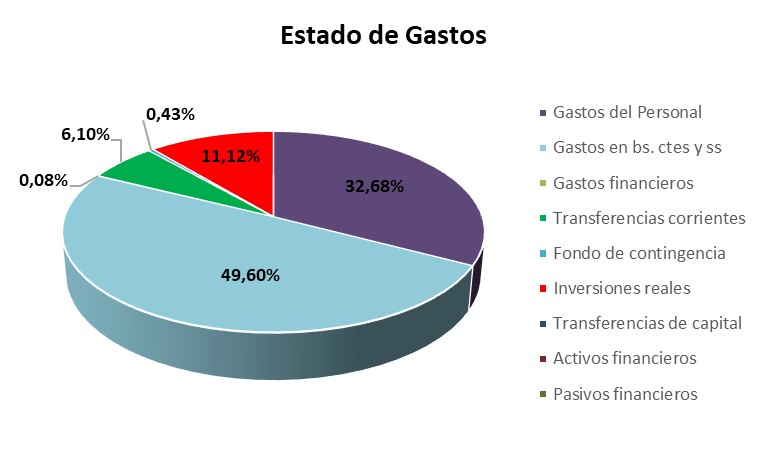 Estado de Gastos
0,43%
6,10%
11,12%
0,08%
32,68%
49,60%
Gastos del Personal
Gastos en bs. ctes y ss
Gastos financieros
Transferencias corrientes
Fondo de contingencia
Inversiones reales
Transferencias de capital
Activos financieros
Pasivos financieros